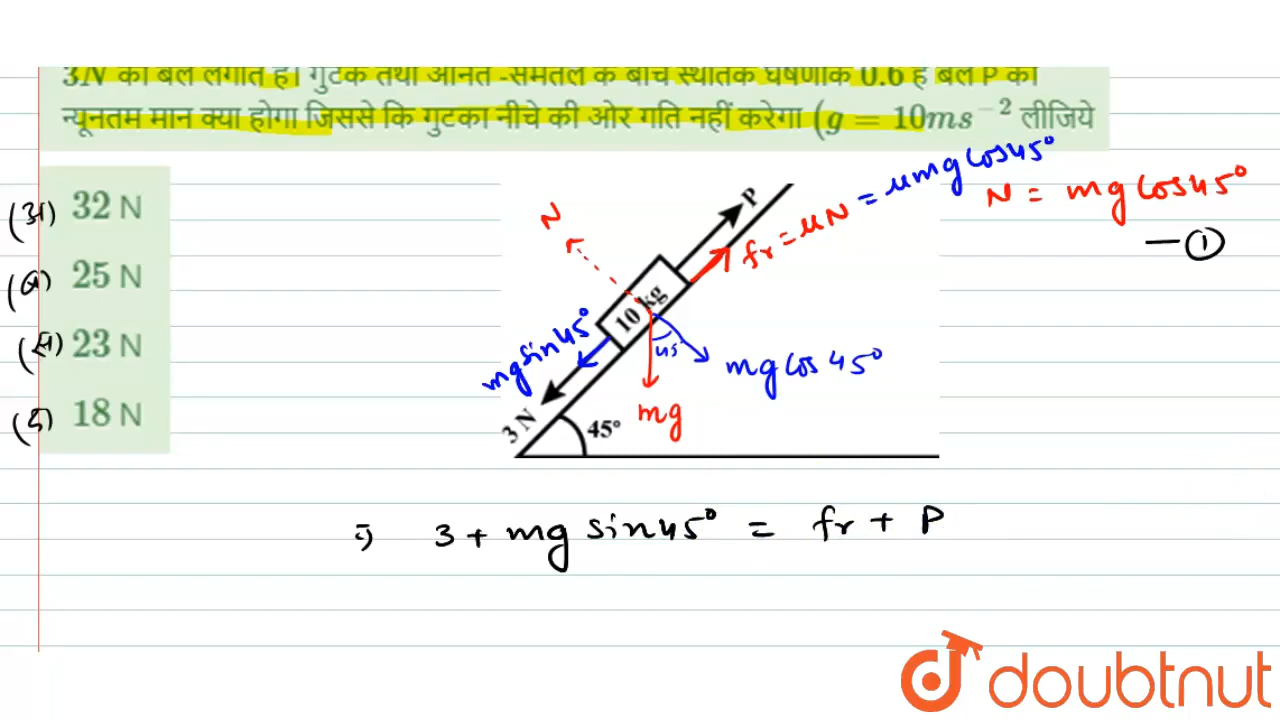 3N का बल लगाते है। गुटके तथा आनत -समतल के बीच स्थैतिक घर्षणांक 0.6 है बल P का
न्यूनतम मान क्या होगा जिससे कि गुटका नीचे की ओर गति नहीं करेगा (g = 10ms⁻² लीजिये
32 N
25 N
23 N
18 N
P
fr = μN = μmg cos45°
N = mg cos45°
— ①
N
10 kg
mg sin45°
45
mg cos 45°
mg
3 N
45°
⇒ 3 + mg sin45° = fr + P
doubtnut